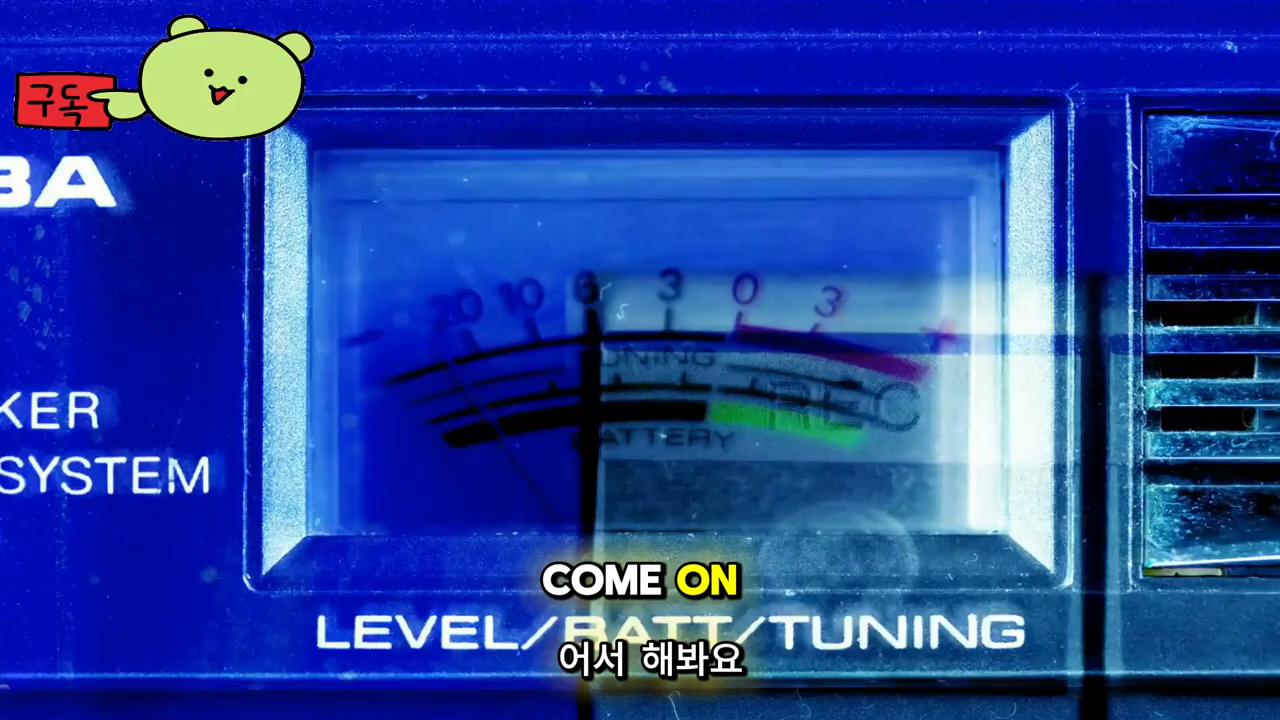 구독
BA
20 10 6 3 0 3
- +
TUNING
REC
BATTERY
KER
SYSTEM
COME ON
LEVEL/BATT/TUNING
어서 해봐요